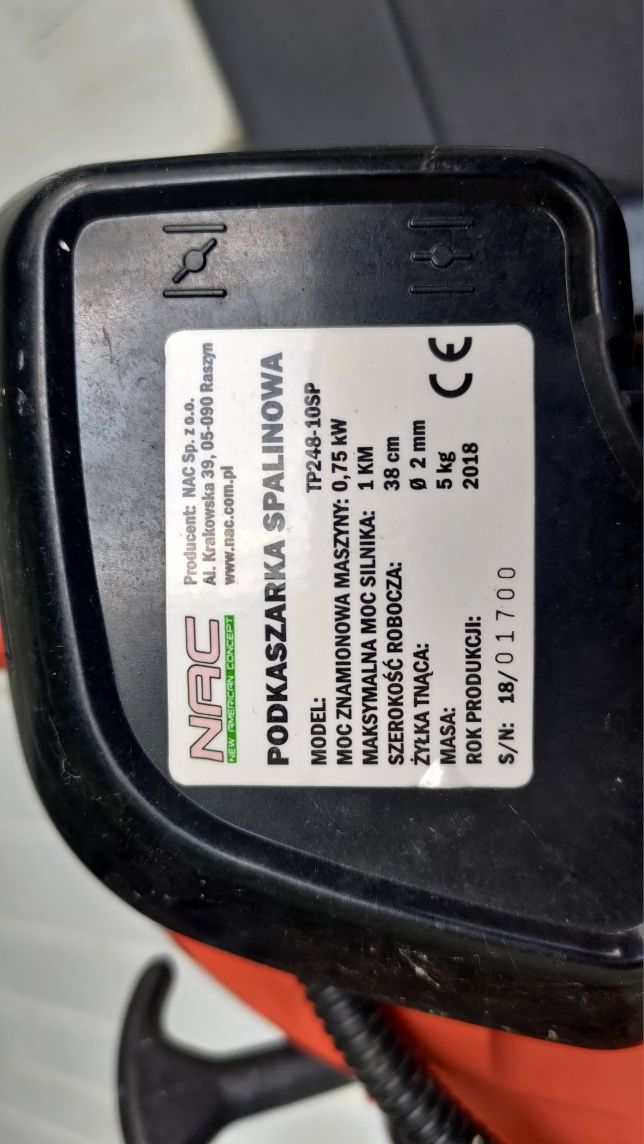 NAC
NEW AMERICAN CONCEPT
Producent: NAC Sp. z o.o.
Al. Krakowska 39, 05-090 Raszyn
www.nac.com.pl
PODKASZARKA SPALINOWA
MODEL: TP248-10SP
MOC ZNAMIONOWA MASZYNY: 0,75 kW
MAKSYMALNA MOC SILNIKA: 1 KM
SZEROKOŚĆ ROBOCZA: 38 cm
ŻYŁKA TNĄCA: Ø 2 mm
MASA: 5 kg
ROK PRODUKCJI: 2018
S/N: 18/01700
CE